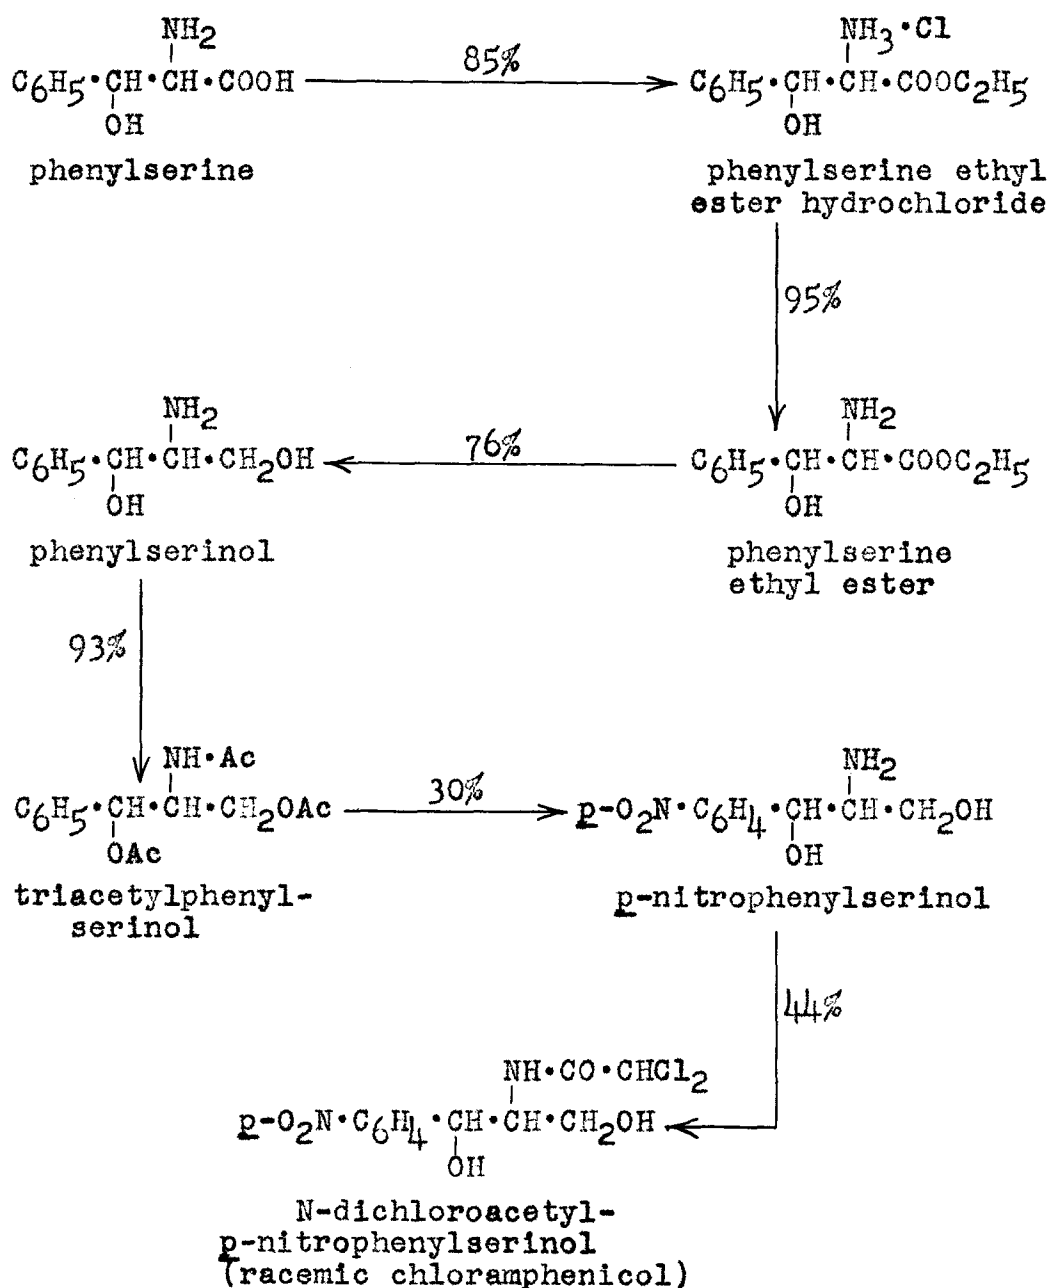 NH₂ 85% NH₃·Cl
C₆H₅·CH·CH·COOH C₆H₅·CH·CH·COOC₂H₅
OH OH
phenylserine
phenylserine ethyl
ester hydrochloride
95%
NH₂ NH₂
C₆H₅·CH·CH·CH₂OH 76% C₆H₅·CH·CH·COOC₂H₅
OH OH
phenylserinol
phenylserine
ethyl ester
93%
NH·Ac NH₂
C₆H₅·CH·CH·CH₂OAc 30% p-O₂N·C₆H₄·CH·CH·CH₂OH
OAc OH
triacetylphenyl-
serinol
p-nitrophenylserinol
44%
NH·CO·CHCl₂
p-O₂N·C₆H₄·CH·CH·CH₂OH
OH
N-dichloroacetyl-
p-nitrophenylserinol
(racemic chloramphenicol)